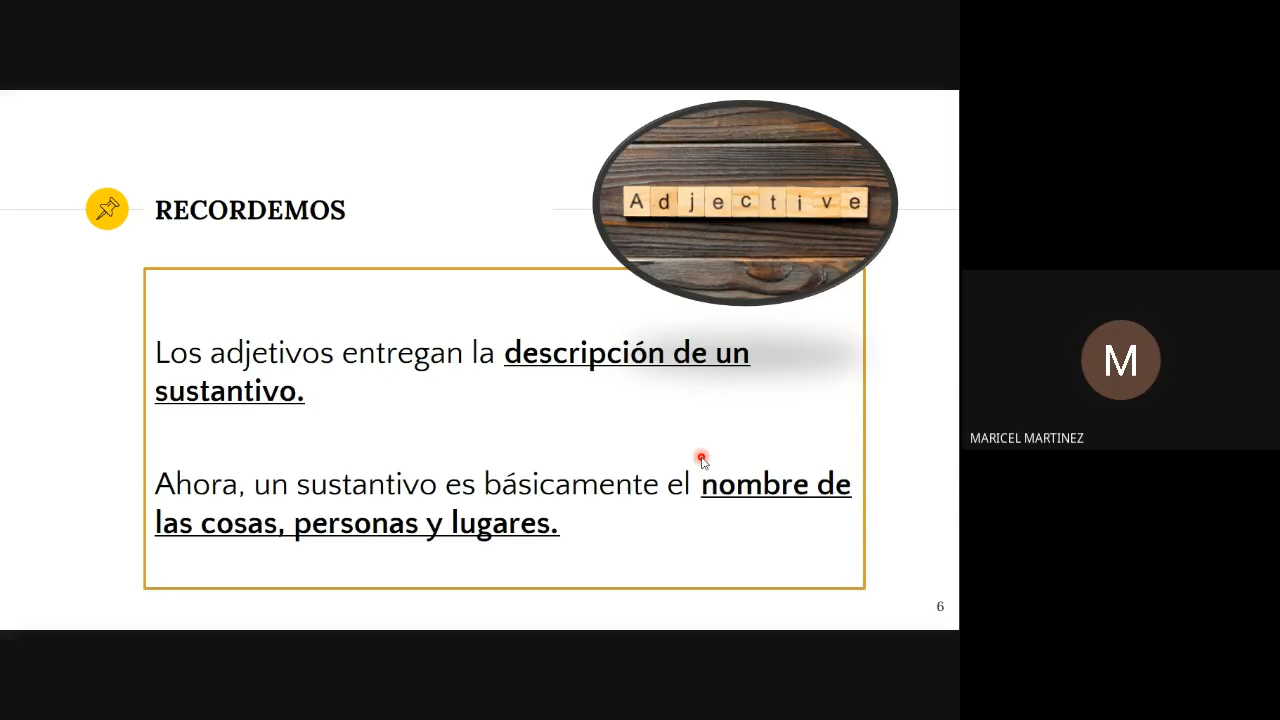 Adjective
RECORDEMOS
Los adjetivos entregan la descripción de un
sustantivo.
Ahora, un sustantivo es básicamente el nombre de
las cosas, personas y lugares.
6
M
MARICEL MARTINEZ